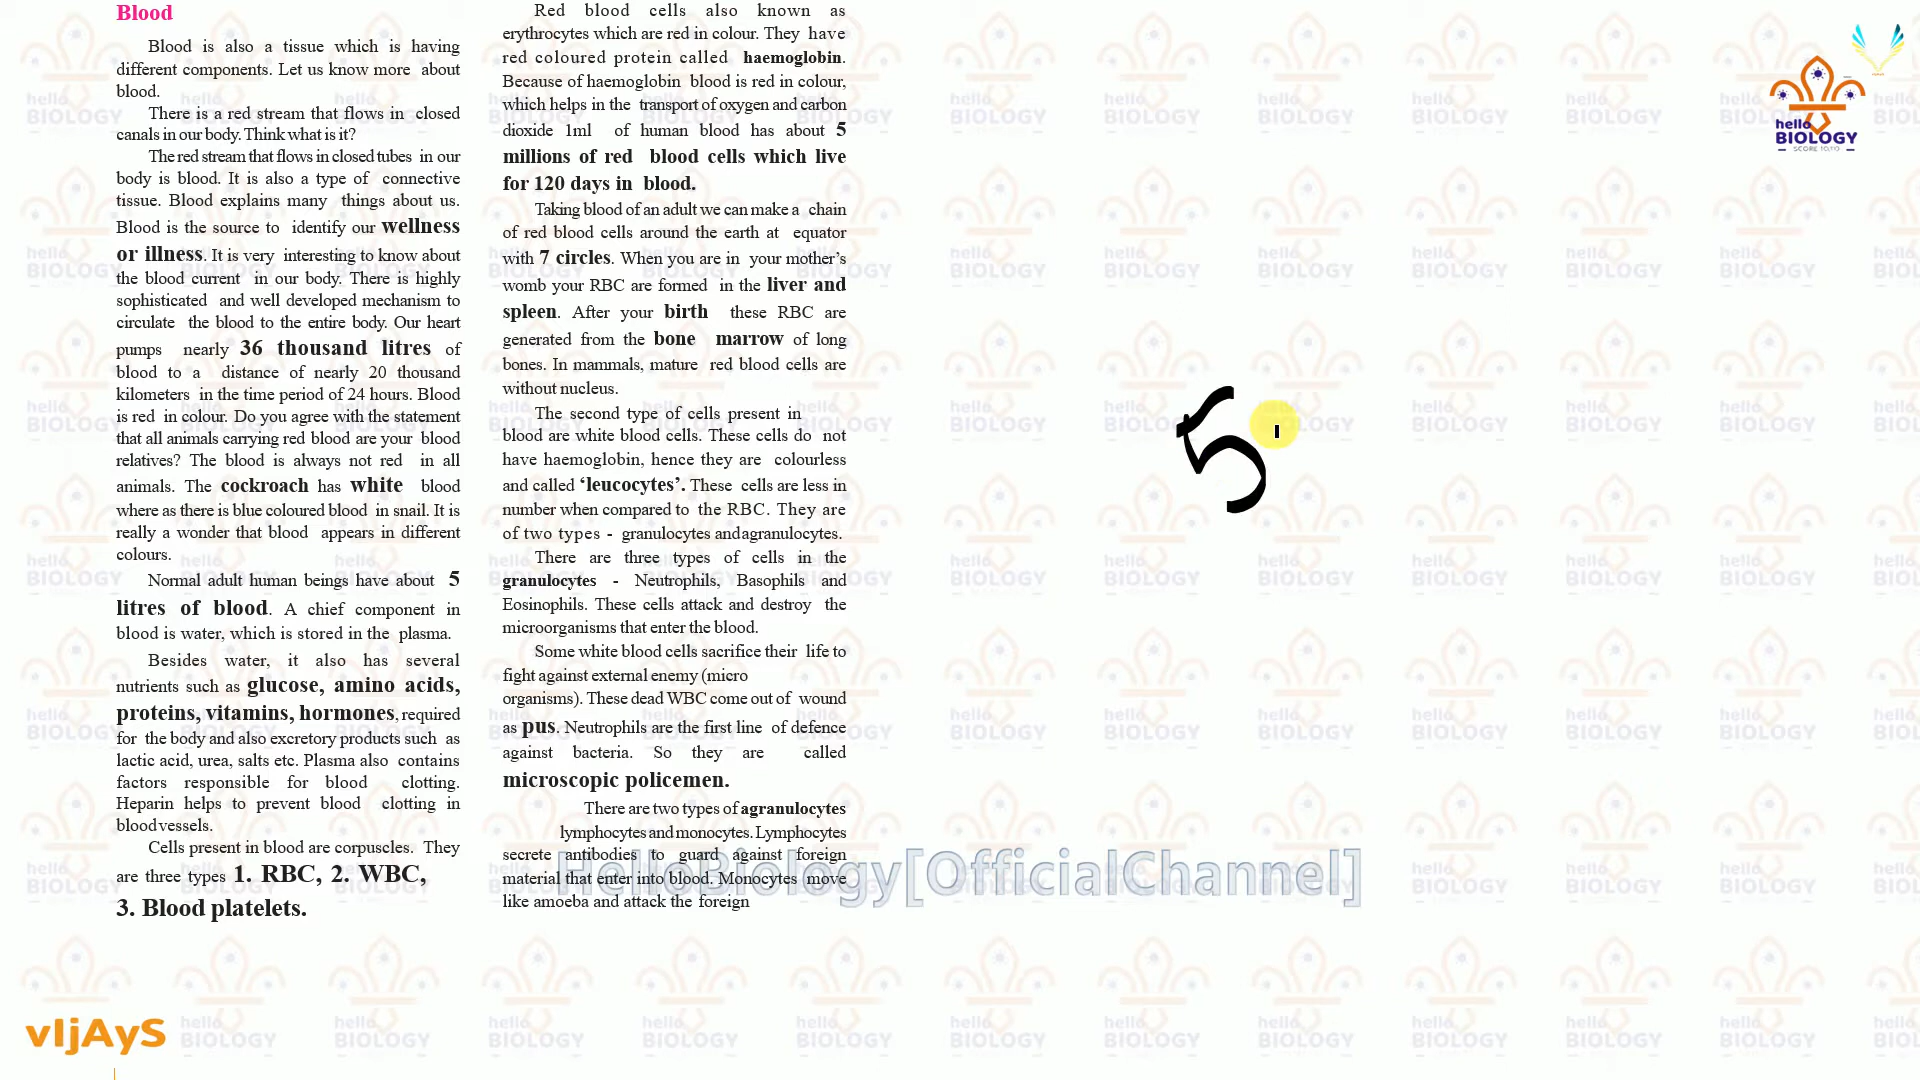 Blood
Blood is also a tissue which is having
different components. Let us know more about
blood.
There is a red stream that flows in closed
canals in our body. Think what is it?
The red stream that flows in closed tubes in our
body is blood. It is also a type of connective
tissue. Blood explains many things about us.
Blood is the source to identify our wellness
or illness. It is very interesting to know about
the blood current in our body. There is highly
sophisticated and well developed mechanism to
circulate the blood to the entire body. Our heart
pumps nearly 36 thousand litres of
blood to a distance of nearly 20 thousand
kilometers in the time period of 24 hours. Blood
is red in colour. Do you agree with the statement
that all animals carrying red blood are your blood
relatives? The blood is always not red in all
animals. The cockroach has white blood
where as there is blue coloured blood in snail. It is
really a wonder that blood appears in different
colours.
Normal adult human beings have about 5
litres of blood. A chief component in
blood is water, which is stored in the plasma.
Besides water, it also has several
nutrients such as glucose, amino acids,
proteins, vitamins, hormones, required
for the body and also excretory products such as
lactic acid, urea, salts etc. Plasma also contains
factors responsible for blood clotting.
Heparin helps to prevent blood clotting in
blood vessels.
Cells present in blood are corpuscles. They
are three types 1. RBC, 2. WBC,
3. Blood platelets.
Red blood cells also known as
erythrocytes which are red in colour. They have
red coloured protein called haemoglobin.
Because of haemoglobin blood is red in colour,
which helps in the transport of oxygen and carbon
dioxide 1ml of human blood has about 5
millions of red blood cells which live
for 120 days in blood.
Taking blood of an adult we can make a chain
of red blood cells around the earth at equator
with 7 circles. When you are in your mother’s
womb your RBC are formed in the liver and
spleen. After your birth these RBC are
generated from the bone marrow of long
bones. In mammals, mature red blood cells are
without nucleus.
The second type of cells present in
blood are white blood cells. These cells do not
have haemoglobin, hence they are colourless
and called ‘leucocytes’. These cells are less in
number when compared to the RBC. They are
of two types - granulocytes andagranulocytes.
There are three types of cells in the
granulocytes - Neutrophils, Basophils and
Eosinophils. These cells attack and destroy the
microorganisms that enter the blood.
Some white blood cells sacrifice their life to
fight against external enemy (micro
organisms). These dead WBC come out of wound
as pus. Neutrophils are the first line of defence
against bacteria. So they are called
microscopic policemen.
There are two types of agranulocytes
lymphocytes and monocytes. Lymphocytes
secrete antibodies to guard against foreign
material that enter into blood. Monocytes move
like amoeba and attack the foreign
5
hello
BIOLOGY
SCORE 10/10
HelloBiology[OfficialChannel]
vIjAyS